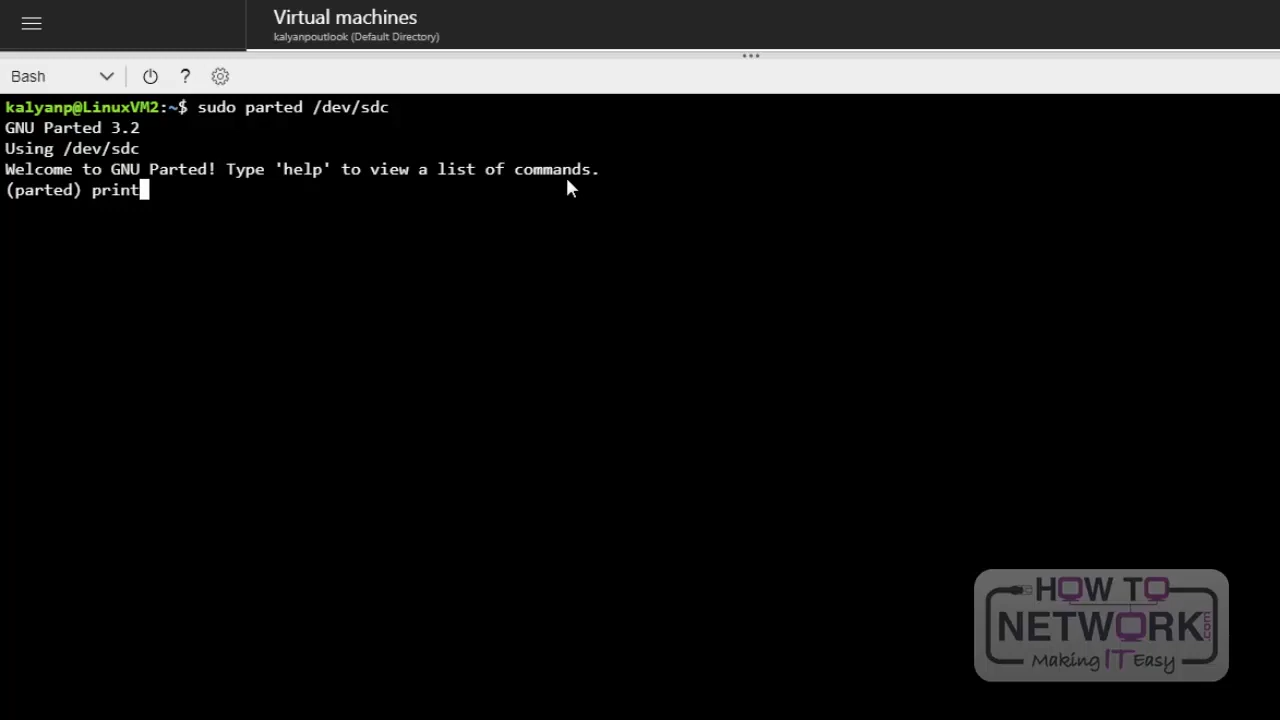 Virtual machines
kalyanpoutlook (Default Directory)
Bash
?
kalyanp@LinuxVM2:~$ sudo parted /dev/sdc
GNU Parted 3.2
Using /dev/sdc
Welcome to GNU Parted! Type 'help' to view a list of commands.
(parted) print
HOW TO
NETWORK.com
Making IT Easy